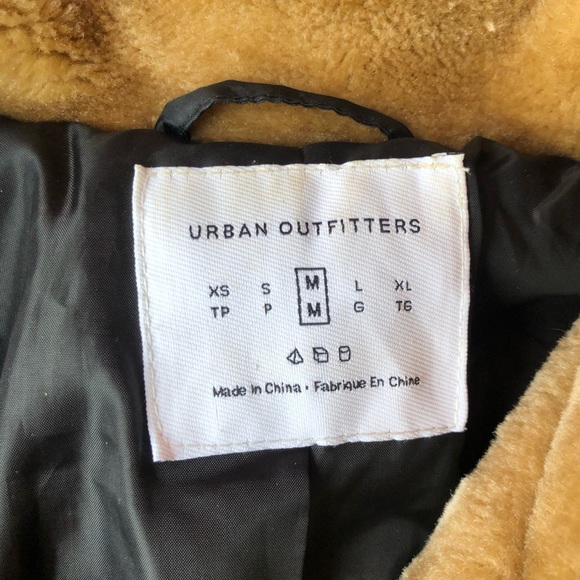 URBAN OUTFITTERS
XS S M L XL
TP P M G TG
Made In China • Fabrique En Chine